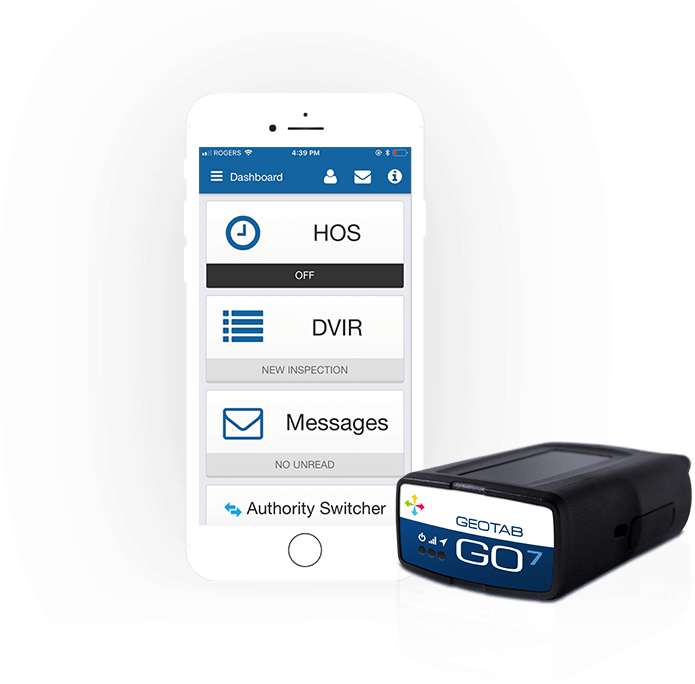 ROGERS 4:39 PM
Dashboard
HOS
OFF
DVIR
NEW INSPECTION
Messages
NO UNREAD
Authority Switcher
GEOTAB
GO7